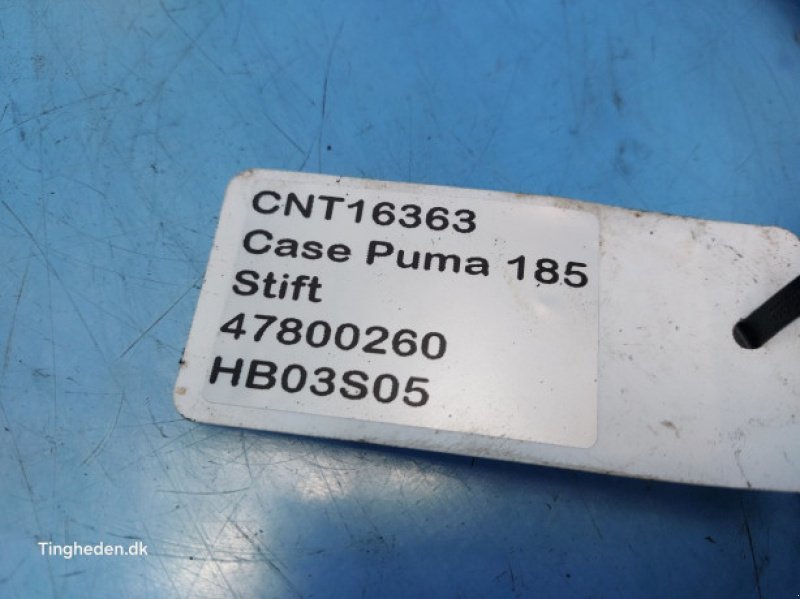 CNT16363
Case Puma 185
Stift
47800260
HB03S05
Tingheden.dk